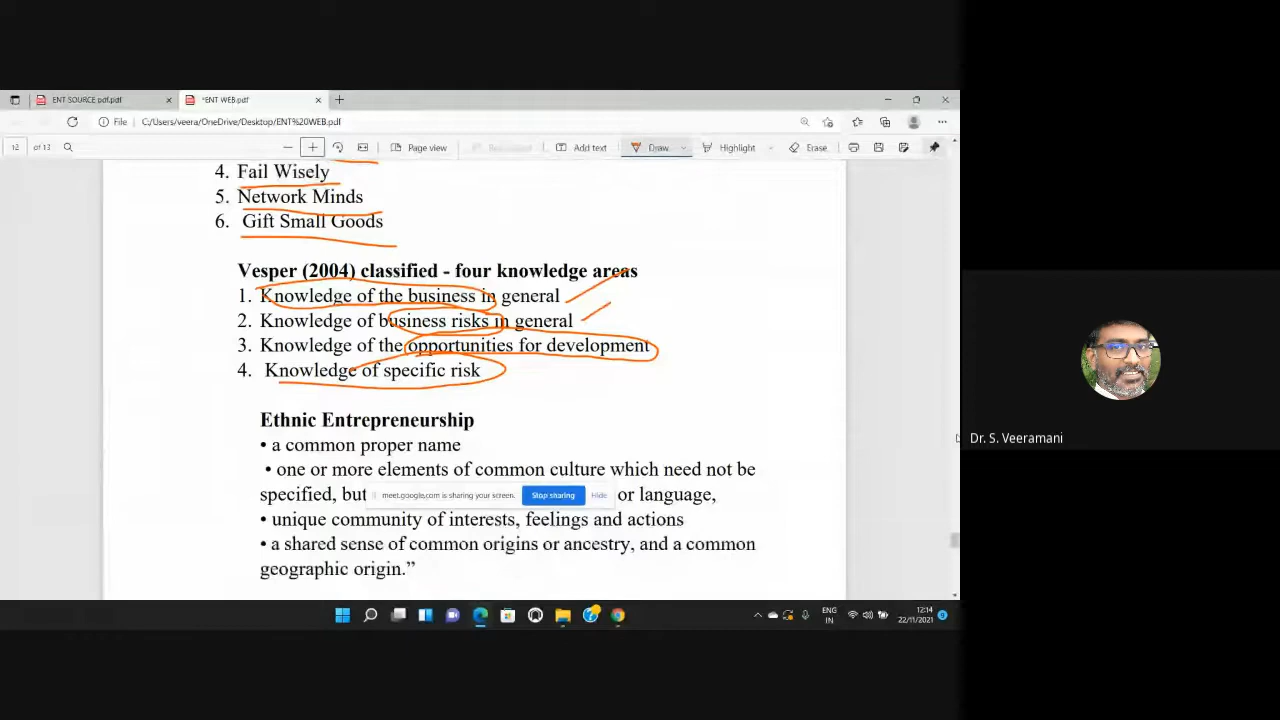 ENT SOURCE pdf.pdf
*ENT WEB.pdf
File
C:/Users/veera/OneDrive/Desktop/ENT%20WEB.pdf
12 of 13
Page view
Add text
Draw
Highlight
Erase
4. Fail Wisely
5. Network Minds
6. Gift Small Goods
Vesper (2004) classified - four knowledge areas
1. Knowledge of the business in general
2. Knowledge of business risks in general
3. Knowledge of the opportunities for development
4. Knowledge of specific risk
Ethnic Entrepreneurship
• a common proper name
• one or more elements of common culture which need not be
specified, but
or language,
meet.google.com is sharing your screen.
Stop sharing
Hide
• unique community of interests, feelings and actions
• a shared sense of common origins or ancestry, and a common
geographic origin.”
Dr. S. Veeramani
ENG
IN
12:14
22/11/2021